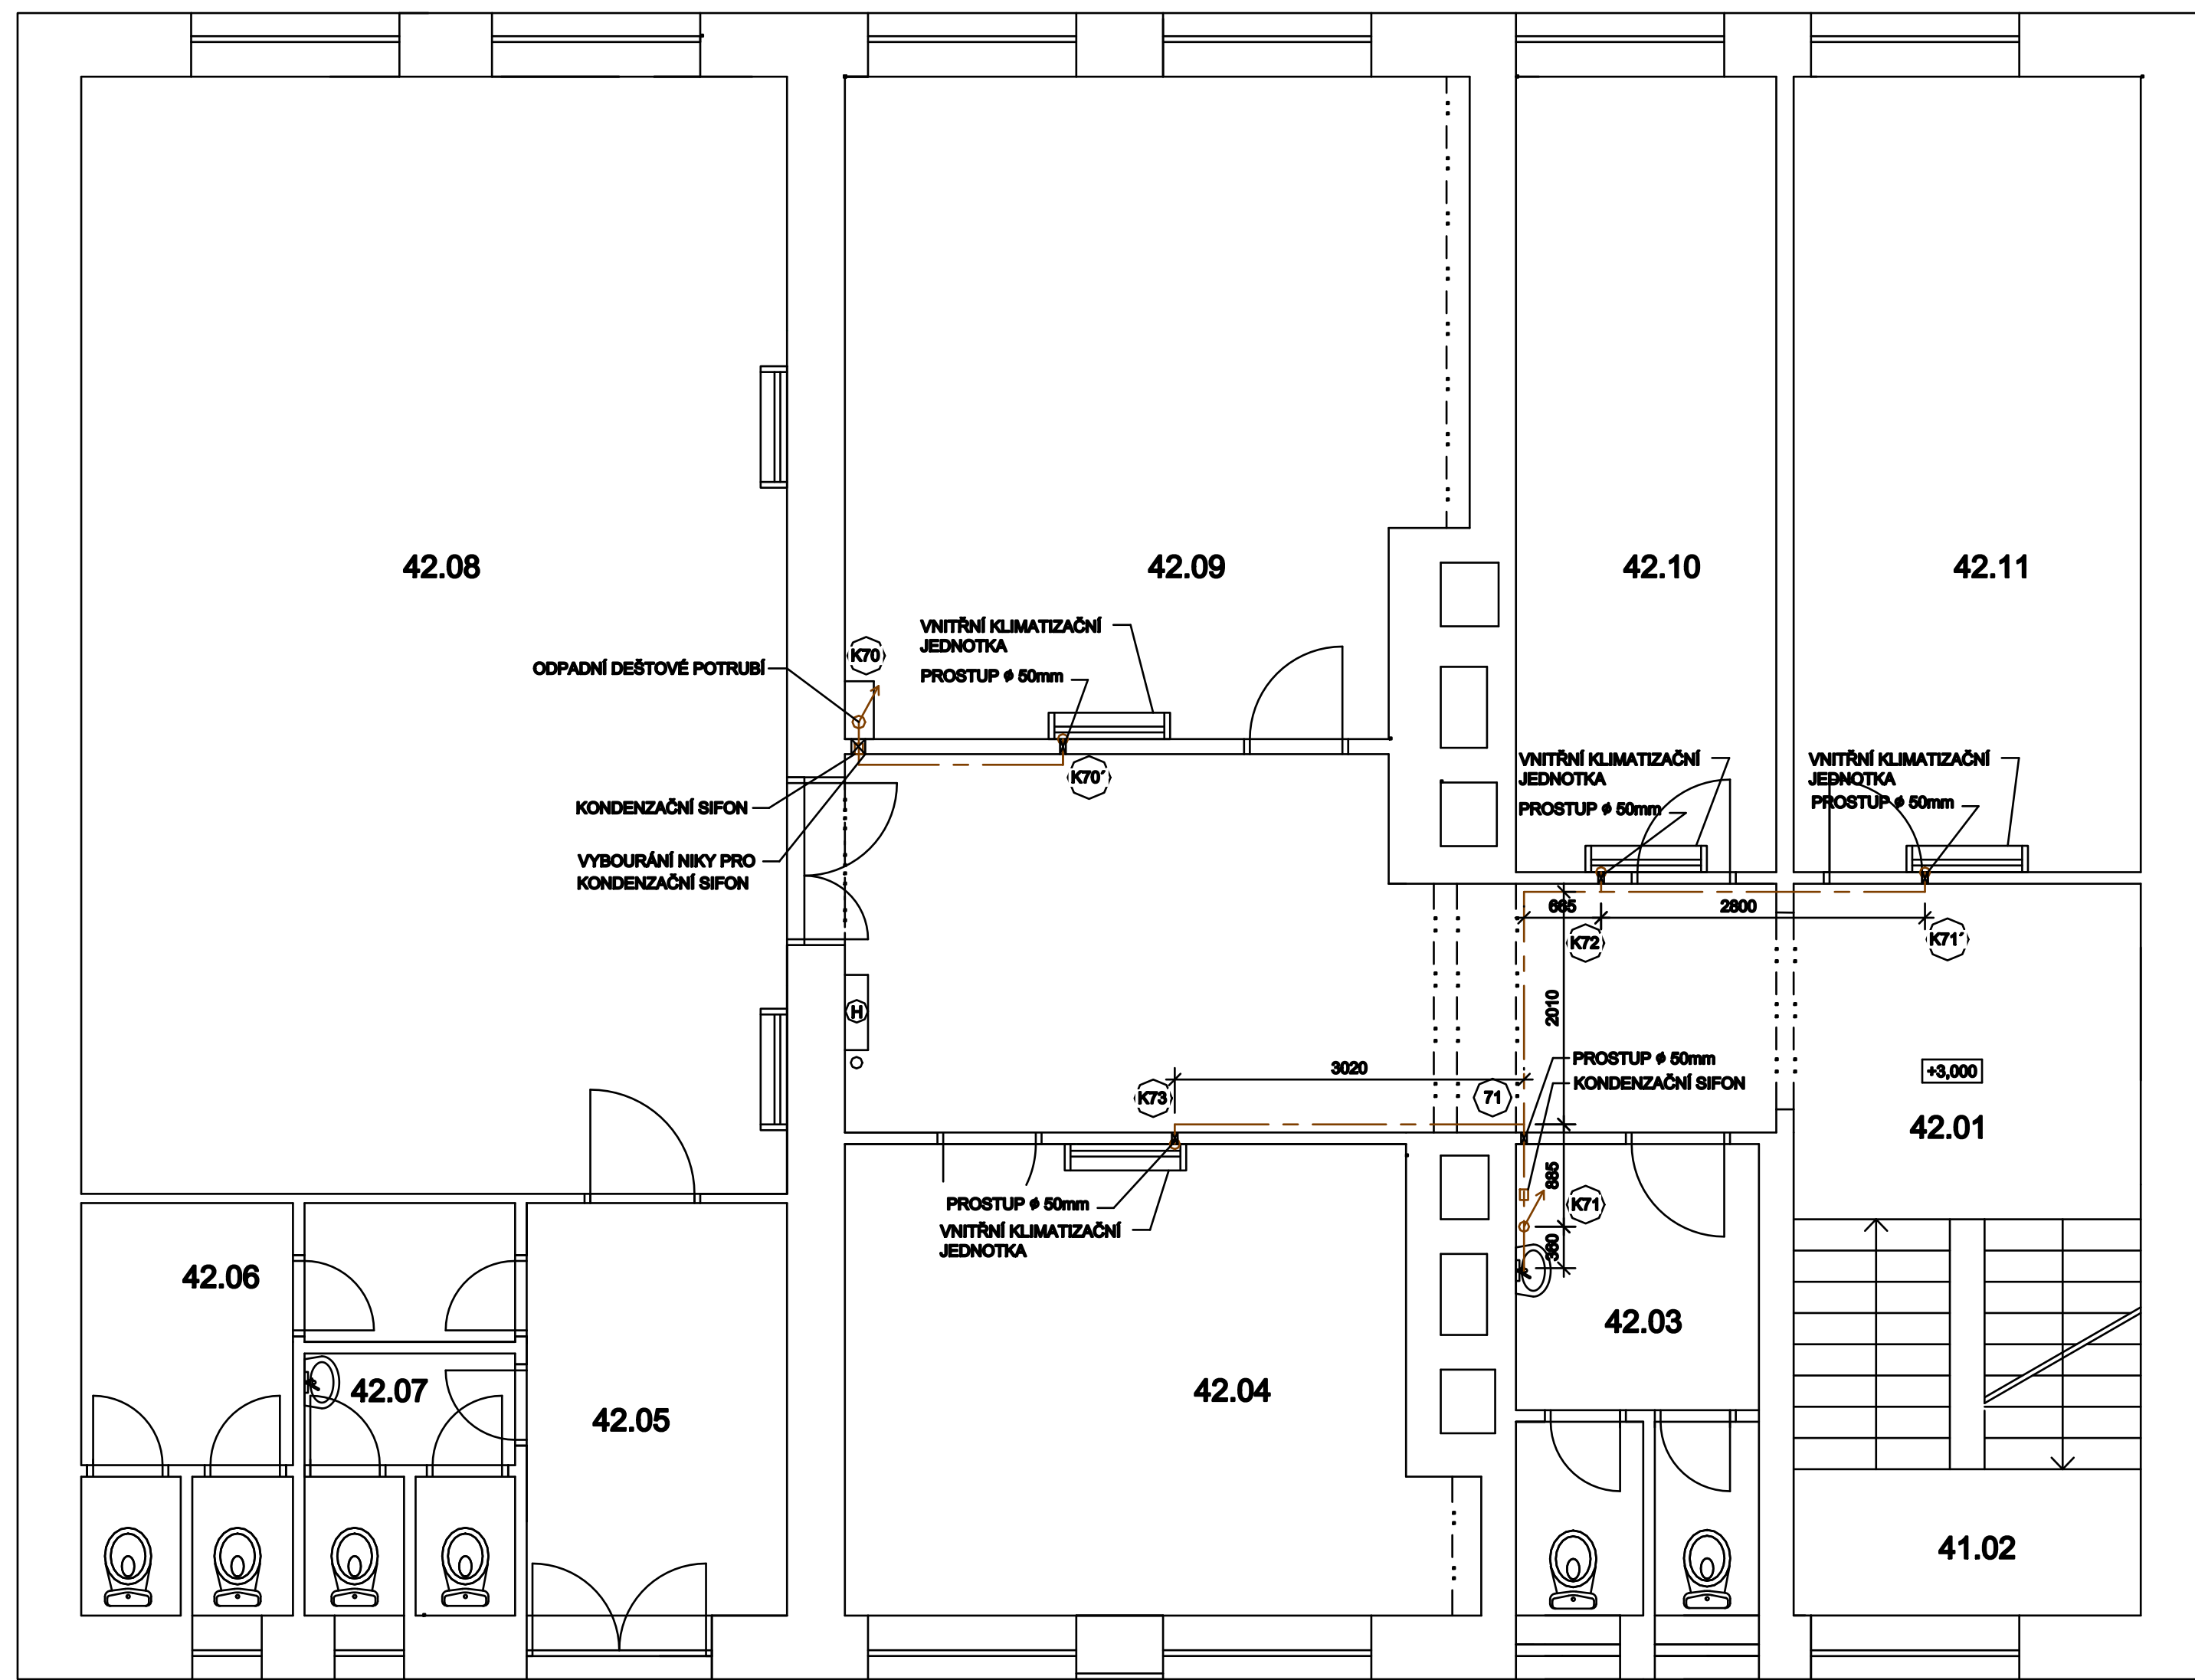 42.08
42.09
42.10
42.11
VNITŘNÍ KLIMATIZAČNÍ
JEDNOTKA
PROSTUP ϕ 50mm
K70
ODPADNÍ DEŠŤOVÉ POTRUBÍ
K70´
KONDENZAČNÍ SIFON
VYBOURÁNÍ NIKY PRO
KONDENZAČNÍ SIFON
VNITŘNÍ KLIMATIZAČNÍ
JEDNOTKA
PROSTUP ϕ 50mm
VNITŘNÍ KLIMATIZAČNÍ
JEDNOTKA
PROSTUP ϕ 50mm
665
2800
K72
K71´
2010
H
3020
K73
71
PROSTUP ϕ 50mm
KONDENZAČNÍ SIFON
+3,000
42.01
885
K71
360
PROSTUP ϕ 50mm
VNITŘNÍ KLIMATIZAČNÍ
JEDNOTKA
42.06
42.03
42.07
42.05
42.04
41.02